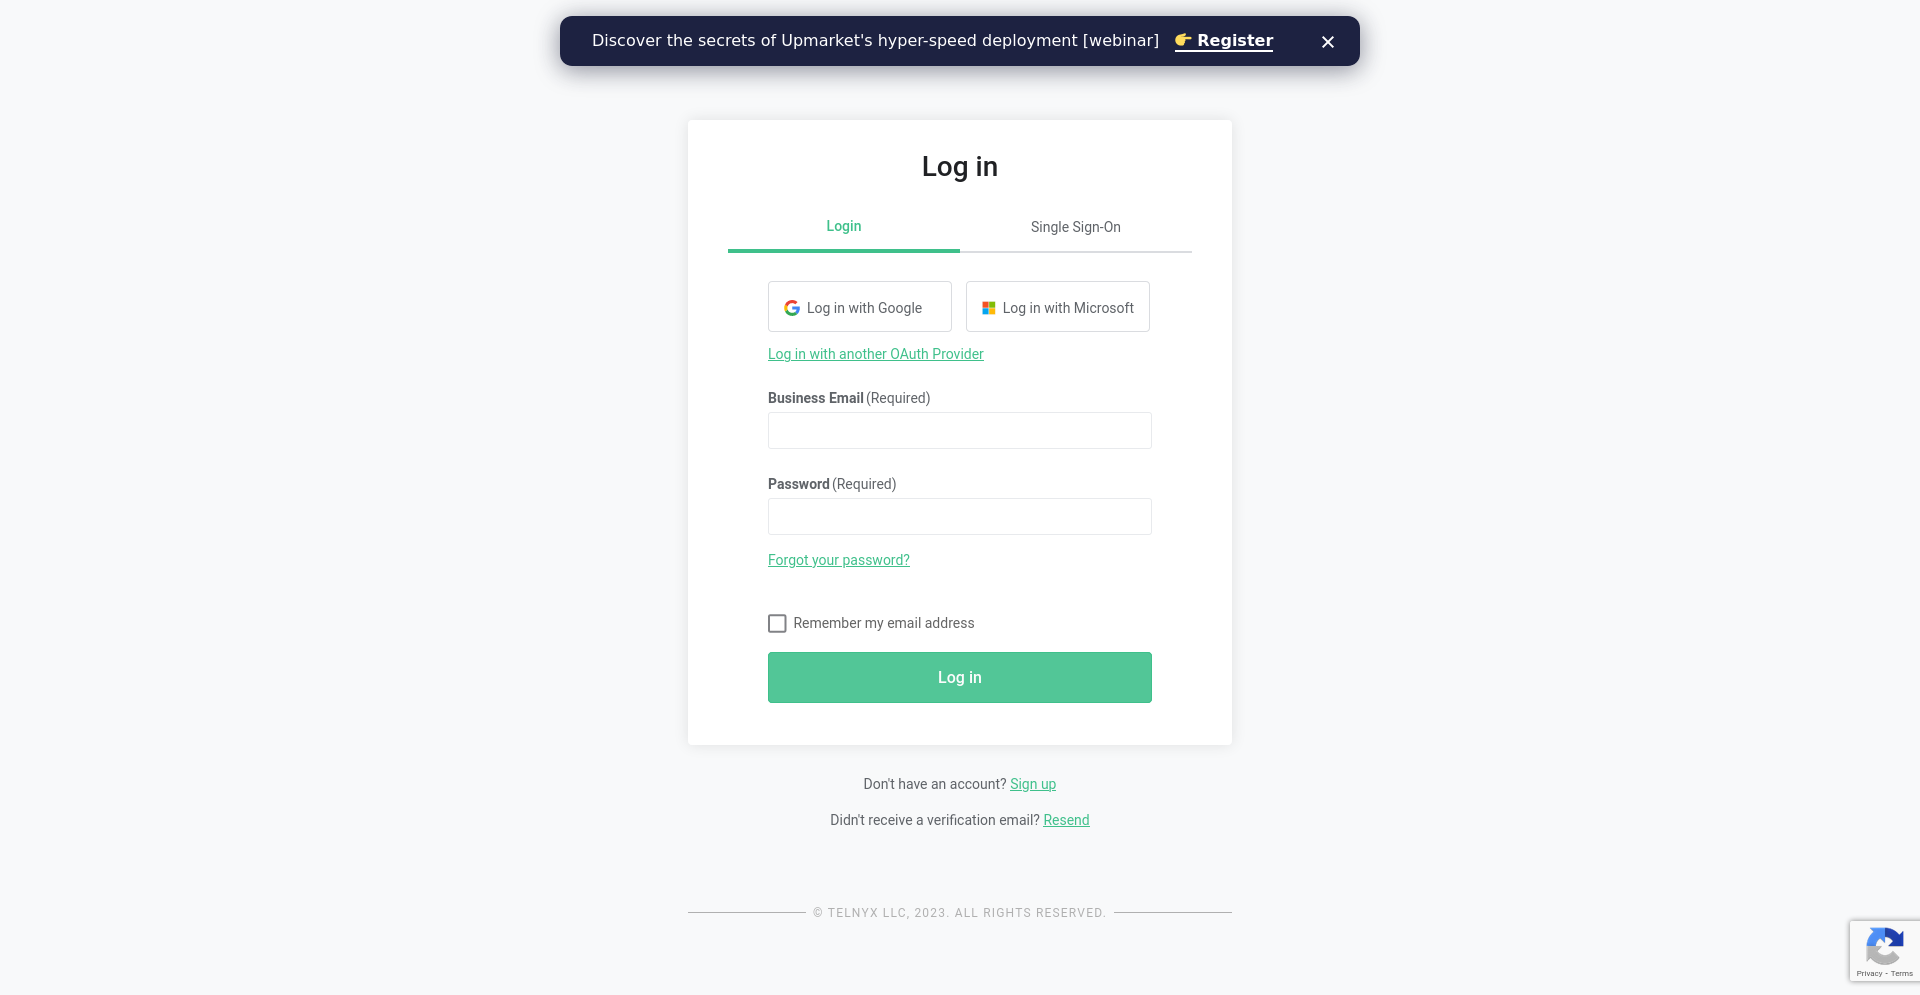 Discover the secrets of Upmarket's hyper-speed deployment [webinar] 👉 Register
Log in
Login
Single Sign-On
Log in with Google
Log in with Microsoft
Log in with another OAuth Provider
Business Email (Required)
Password (Required)
Forgot your password?
Remember my email address
Log in
Don't have an account? Sign up
Didn't receive a verification email? Resend
© TELNYX LLC, 2023. ALL RIGHTS RESERVED.
Privacy - Terms